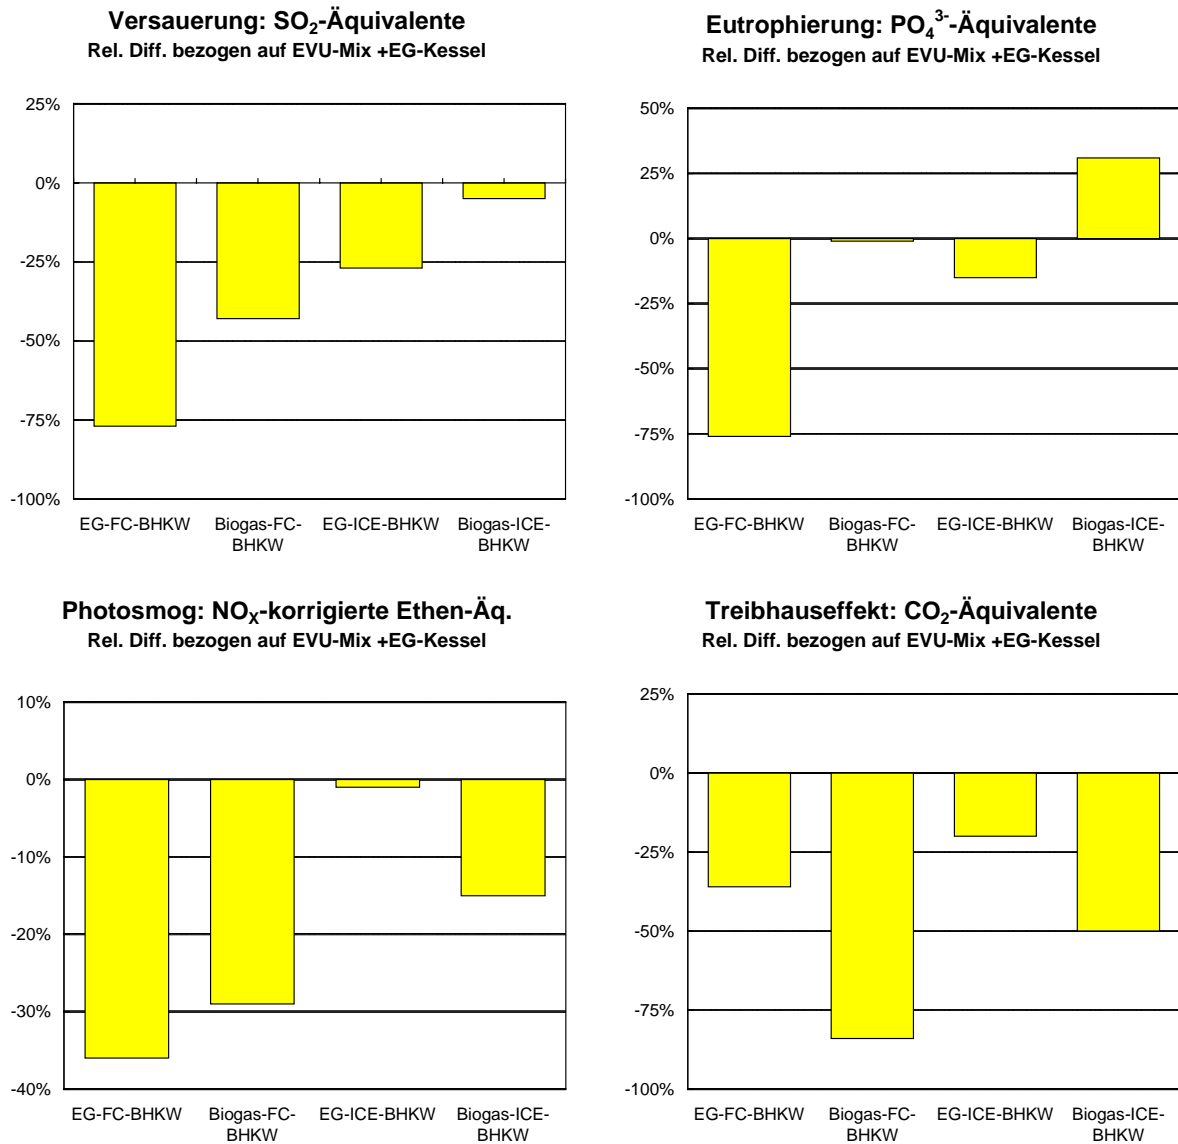 Versauerung: SO₂-Äquivalente
Rel. Diff. bezogen auf EVU-Mix +EG-Kessel
25%
0%
-25%
-50%
-75%
-100%
EG-FC-BHKW
Biogas-FC-
BHKW
EG-ICE-BHKW
Biogas-ICE-
BHKW
Eutrophierung: PO₄³⁻-Äquivalente
Rel. Diff. bezogen auf EVU-Mix +EG-Kessel
50%
25%
0%
-25%
-50%
-75%
-100%
EG-FC-BHKW
Biogas-FC-
BHKW
EG-ICE-BHKW
Biogas-ICE-
BHKW
Photosmog: NOₓ-korrigierte Ethen-Äq.
Rel. Diff. bezogen auf EVU-Mix +EG-Kessel
10%
0%
-10%
-20%
-30%
-40%
EG-FC-BHKW
Biogas-FC-
BHKW
EG-ICE-BHKW
Biogas-ICE-
BHKW
Treibhauseffekt: CO₂-Äquivalente
Rel. Diff. bezogen auf EVU-Mix +EG-Kessel
25%
0%
-25%
-50%
-75%
-100%
EG-FC-BHKW
Biogas-FC-
BHKW
EG-ICE-BHKW
Biogas-ICE-
BHKW